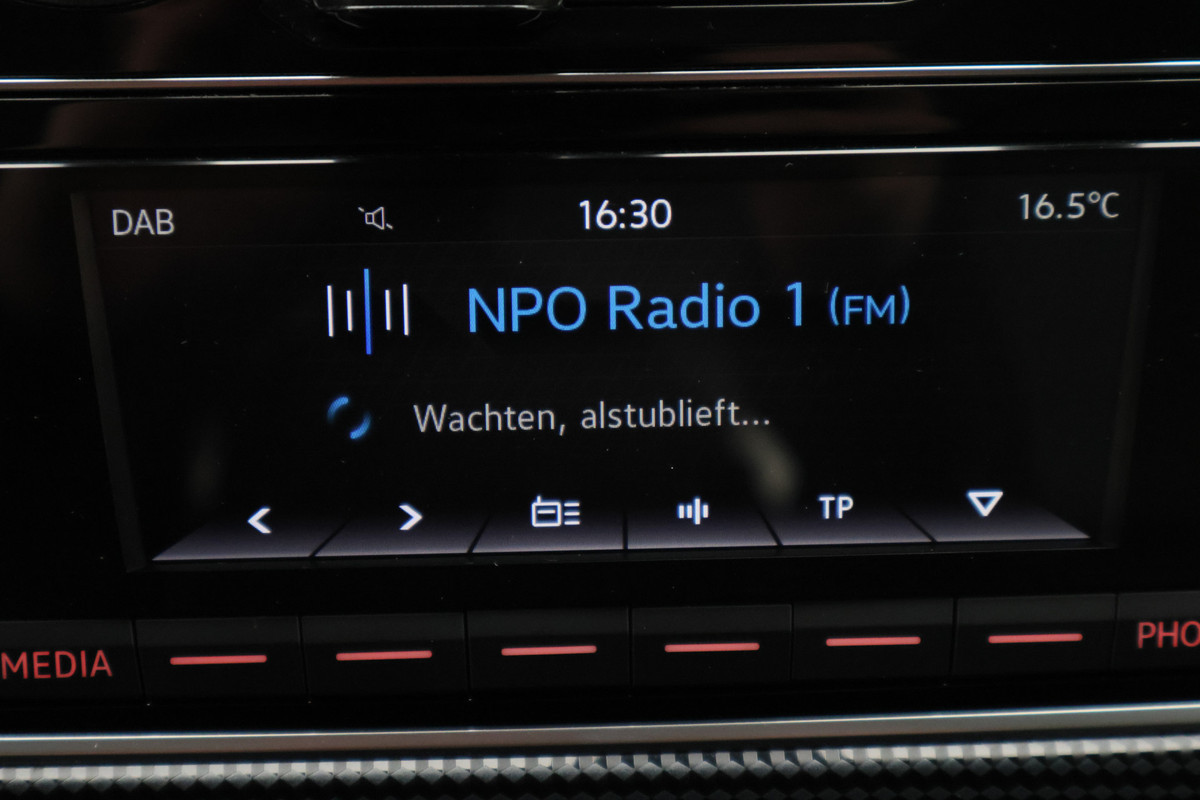 DAB 16:30 16.5°C
NPO Radio 1 (FM)
Wachten, alstublieft...
TP
MEDIA PHO